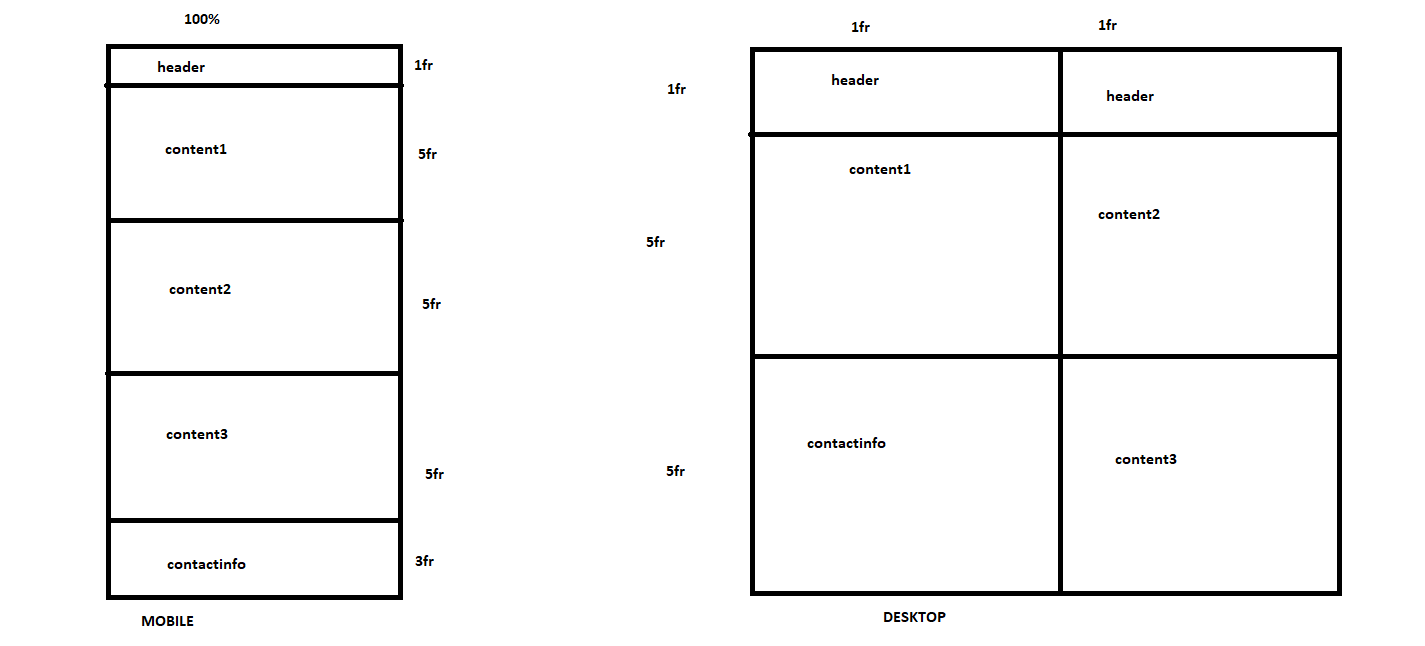 100%
header
1fr
content1
5fr
content2
5fr
content3
5fr
contactinfo
3fr
MOBILE
1fr
1fr
1fr
header
header
5fr
content1
content2
5fr
contactinfo
content3
DESKTOP